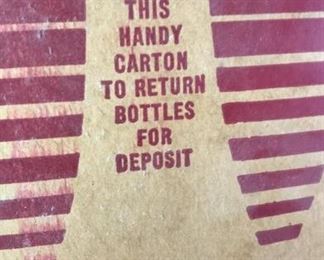 THIS
HANDY
CARTON
TO RETURN
BOTTLES
FOR
DEPOSIT